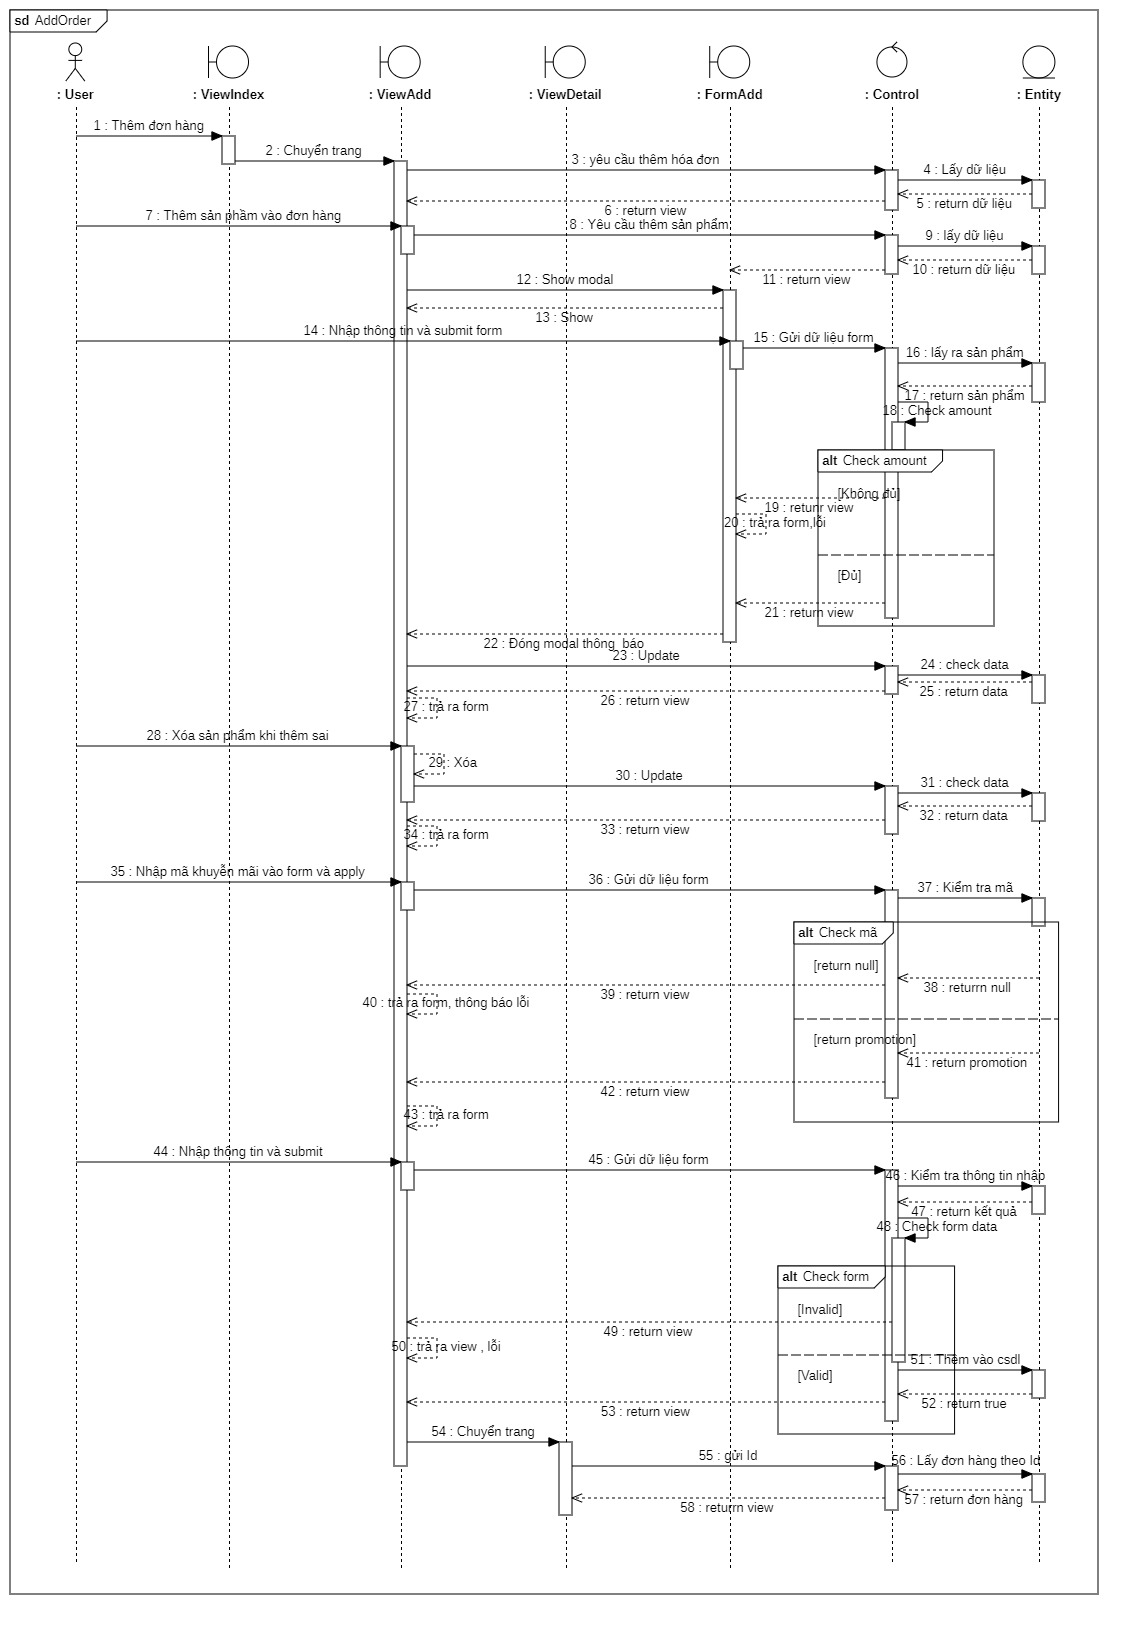 sd AddOrder
: User
: ViewIndex
: ViewAdd
: ViewDetail
: FormAdd
: Control
: Entity
1 : Thêm đơn hàng
2 : Chuyển trang
3 : yêu cầu thêm hóa đơn
4 : Lấy dữ liệu
5 : return dữ liệu
6 : return view
7 : Thêm sản phầm vào đơn hàng
8 : Yêu cầu thêm sản phẩm
9 : lấy dữ liệu
10 : return dữ liệu
11 : return view
12 : Show modal
13 : Show
14 : Nhập thông tin và submit form
15 : Gửi dữ liệu form
16 : lấy ra sản phẩm
17 : return sản phẩm
18 : Check amount
alt Check amount
[Không đủ]
19 : retunr view
20 : trả ra form,lỗi
[Đủ]
21 : return view
22 : Đóng modal thông  báo
23 : Update
24 : check data
25 : return data
26 : return view
27 : trả ra form
28 : Xóa sản phẩm khi thêm sai
29 : Xóa
30 : Update
31 : check data
32 : return data
33 : return view
34 : trả ra form
35 : Nhập mã khuyễn mãi vào form và apply
36 : Gửi dữ liệu form
37 : Kiểm tra mã
alt Check mã
[return null]
38 : returrn null
39 : return view
40 : trả ra form, thông báo lỗi
[return promotion]
41 : return promotion
42 : return view
43 : trả ra form
44 : Nhập thông tin và submit
45 : Gửi dữ liệu form
46 : Kiểm tra thông tin nhập
47 : return kết quả
48 : Check form data
alt Check form
[Invalid]
49 : return view
50 : trả ra view , lỗi
51 : Thêm vào csdl
[Valid]
52 : return true
53 : return view
54 : Chuyển trang
55 : gửi Id
56 : Lấy đơn hàng theo Id
57 : return đơn hàng
58 : returrn view